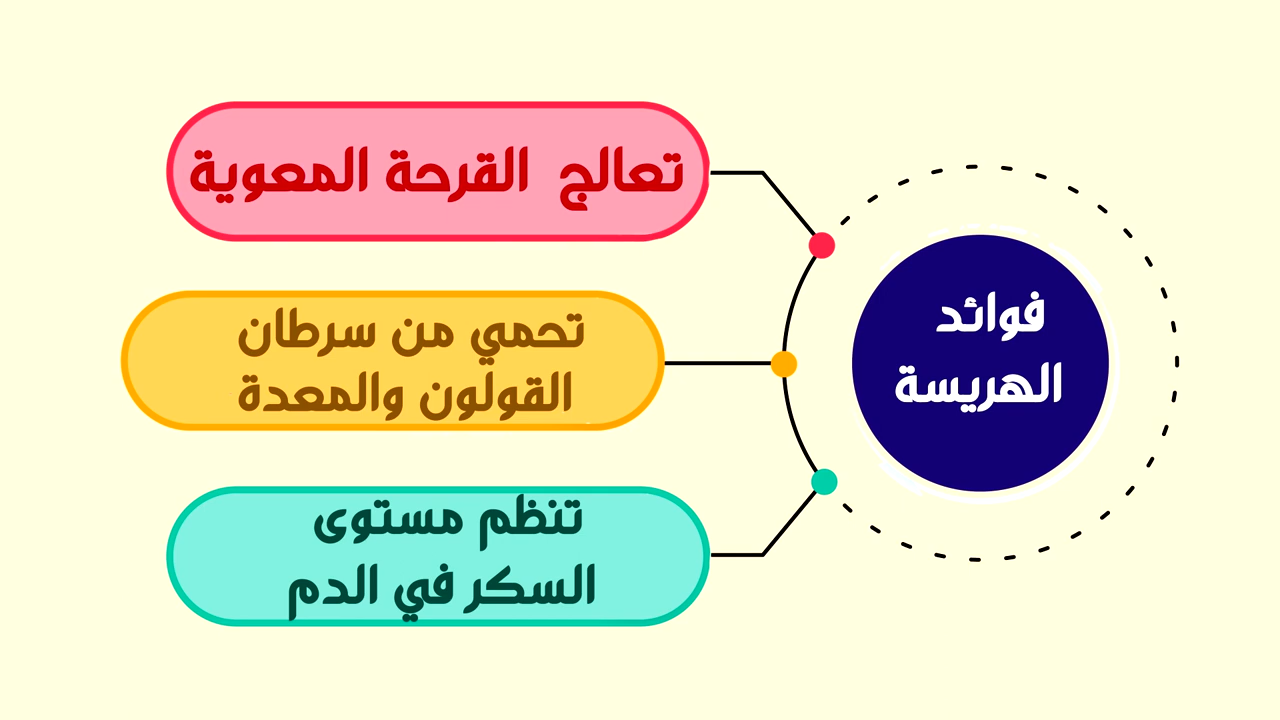 فوائد
الهريسة
تعالج القرحة المعوية
تحمي من سرطان
القولون والمعدة
تنظم مستوى
السكر في الدم